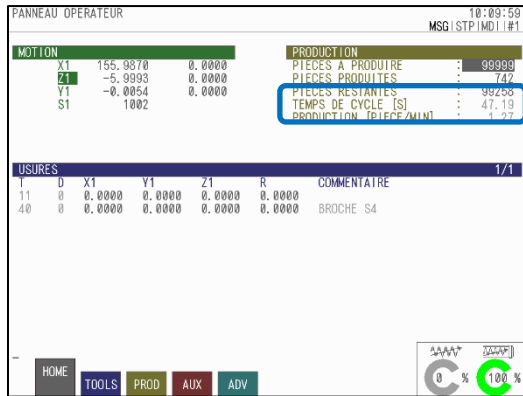 PANNEAU OPERATEUR 10:09:59
MSG|STP|MDI|#1
MOTION
X1 155.9870 0.0000
Z1 -5.9993 0.0000
Y1 -0.0054 0.0000
S1 1002
PRODUCTION
PIECES A PRODUIRE : 99999
PIECES PRODUITES : 742
PIECES RESTANTES : 99258
TEMPS DE CYCLE [S] : 47.19
PRODUCTION [PIECE/MIN] : 1.27
USURES 1/1
T D X1 Y1 Z1 R COMMENTAIRE
11 0 0.0000 0.0000 0.0000 0.0000
40 0 0.0000 0.0000 0.0000 0.0000 BROCHE S4
HOME TOOLS PROD AUX ADV
0 % 100 %